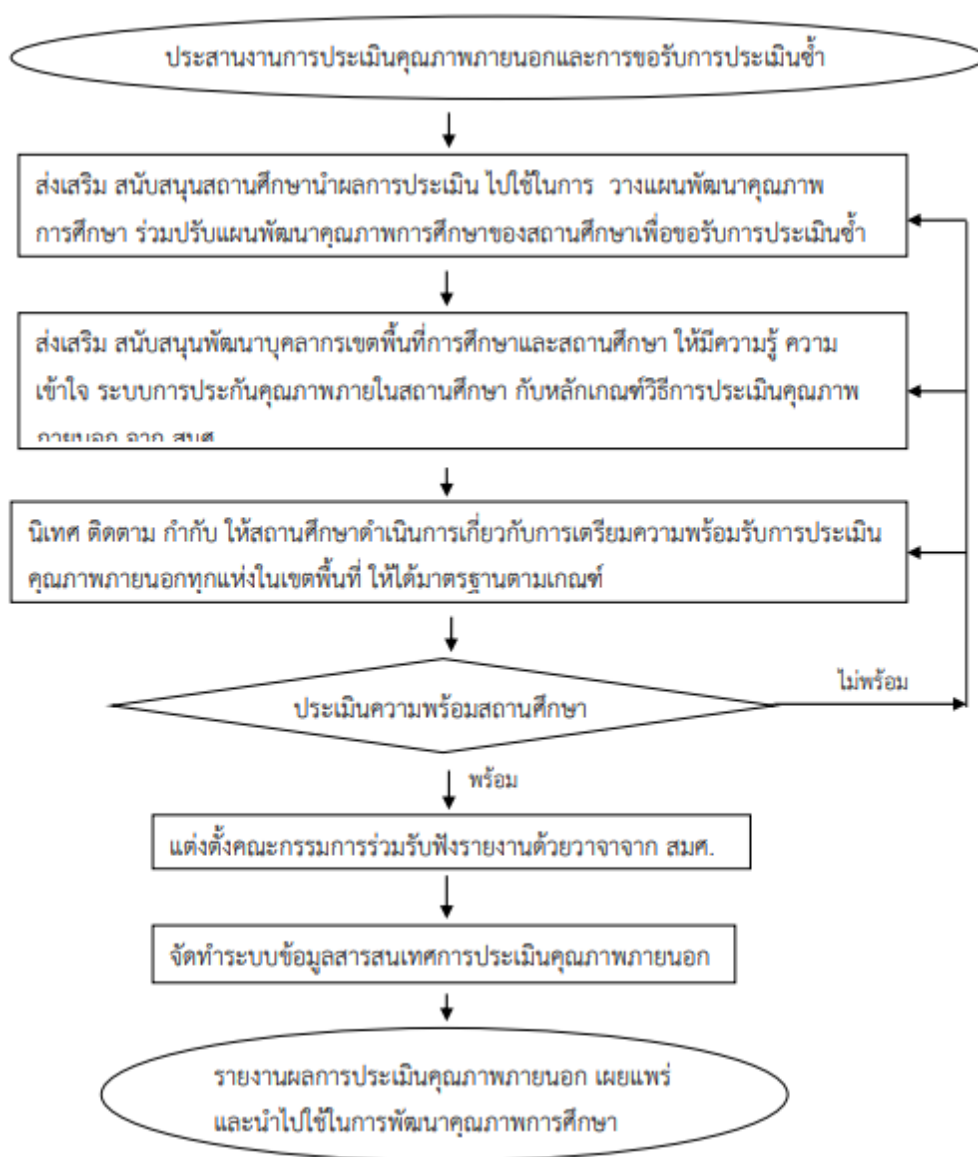 ประสานงานการประเมินคุณภาพภายนอกและการขอรับการประเมินซ้ำ
ส่งเสริม สนับสนุนสถานศึกษานำผลการประเมิน ไปใช้ในการ วางแผนพัฒนาคุณภาพ
การศึกษา ร่วมปรับแผนพัฒนาคุณภาพการศึกษาของสถานศึกษาเพื่อขอรับการประเมินซ้ำ
ส่งเสริม สนับสนุนพัฒนาบุคลากรเขตพื้นที่การศึกษาและสถานศึกษา ให้มีความรู้ ความ
เข้าใจ ระบบการประกันคุณภาพภายในสถานศึกษา กับหลักเกณฑ์วิธีการประเมินคุณภาพ
ภายนอก จาก
นิเทศ ติดตาม กำกับ ให้สถานศึกษาดำเนินการเกี่ยวกับการเตรียมความพร้อมรับการประเมิน
คุณภาพภายนอกทุกแห่งในเขตพื้นที่ ให้ได้มาตรฐานตามเกณฑ์
ไม่พร้อม
ประเมินความพร้อมสถานศึกษา
พร้อม
แต่งตั้งคณะกรรมการร่วมรับฟังรายงานด้วยวาจาจาก สมศ.
จัดทำระบบข้อมูลสารสนเทศการประเมินคุณภาพภายนอก
รายงานผลการประเมินคุณภาพภายนอก เผยแพร่
และนำไปใช้ในการพัฒนาคุณภาพการศึกษา